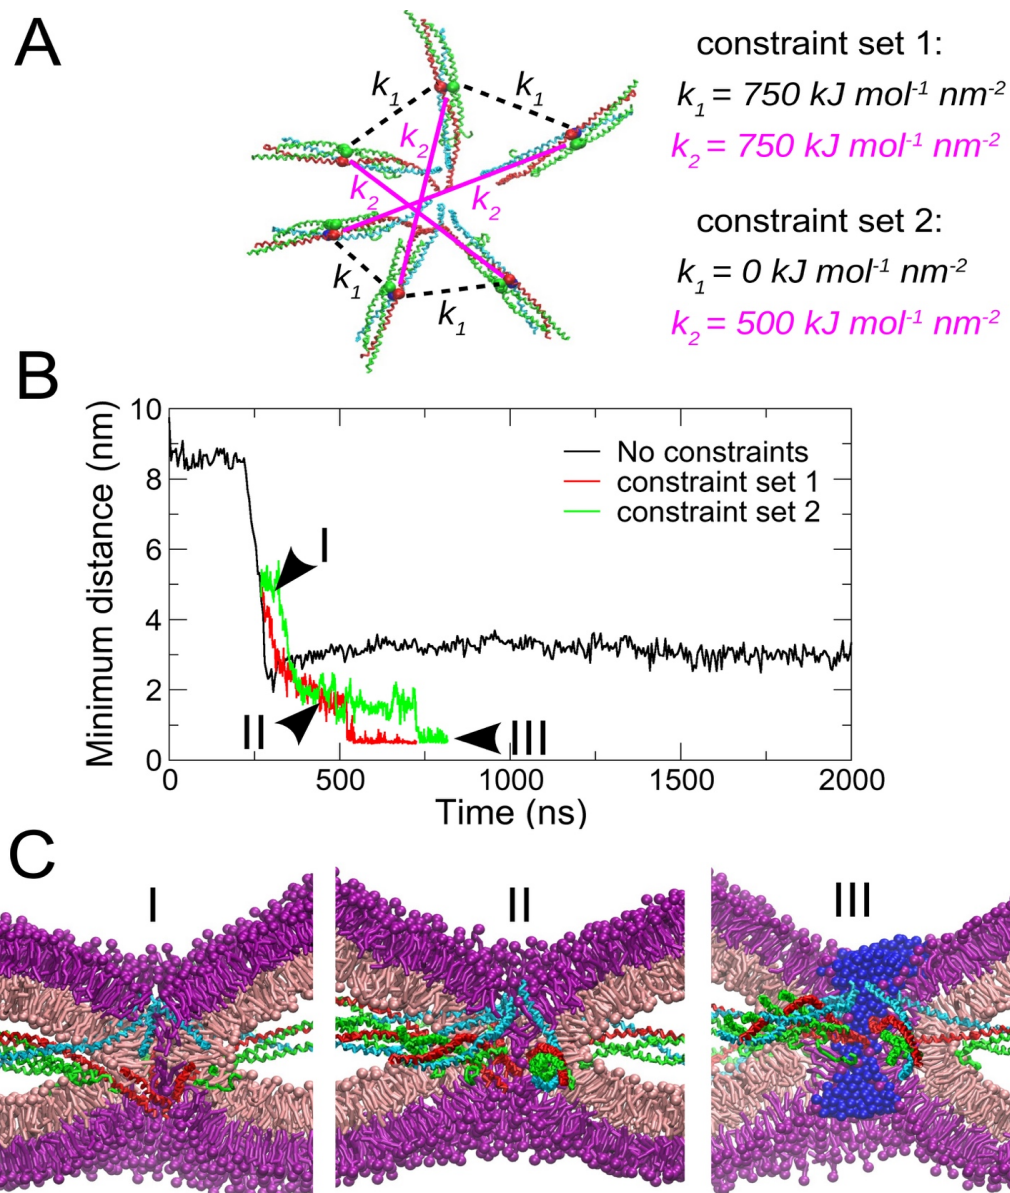 A
constraint set 1:
k1 = 750 kJ mol-1 nm-2
k2 = 750 kJ mol-1 nm-2
constraint set 2:
k1 = 0 kJ mol-1 nm-2
k2 = 500 kJ mol-1 nm-2
k1
k1
k2
k2
k2
k1
k1
B
Minimum distance (nm)
10
8
6
4
2
0
No constraints
constraint set 1
constraint set 2
I
II
III
0
500
1000
1500
2000
Time (ns)
C
I
II
III